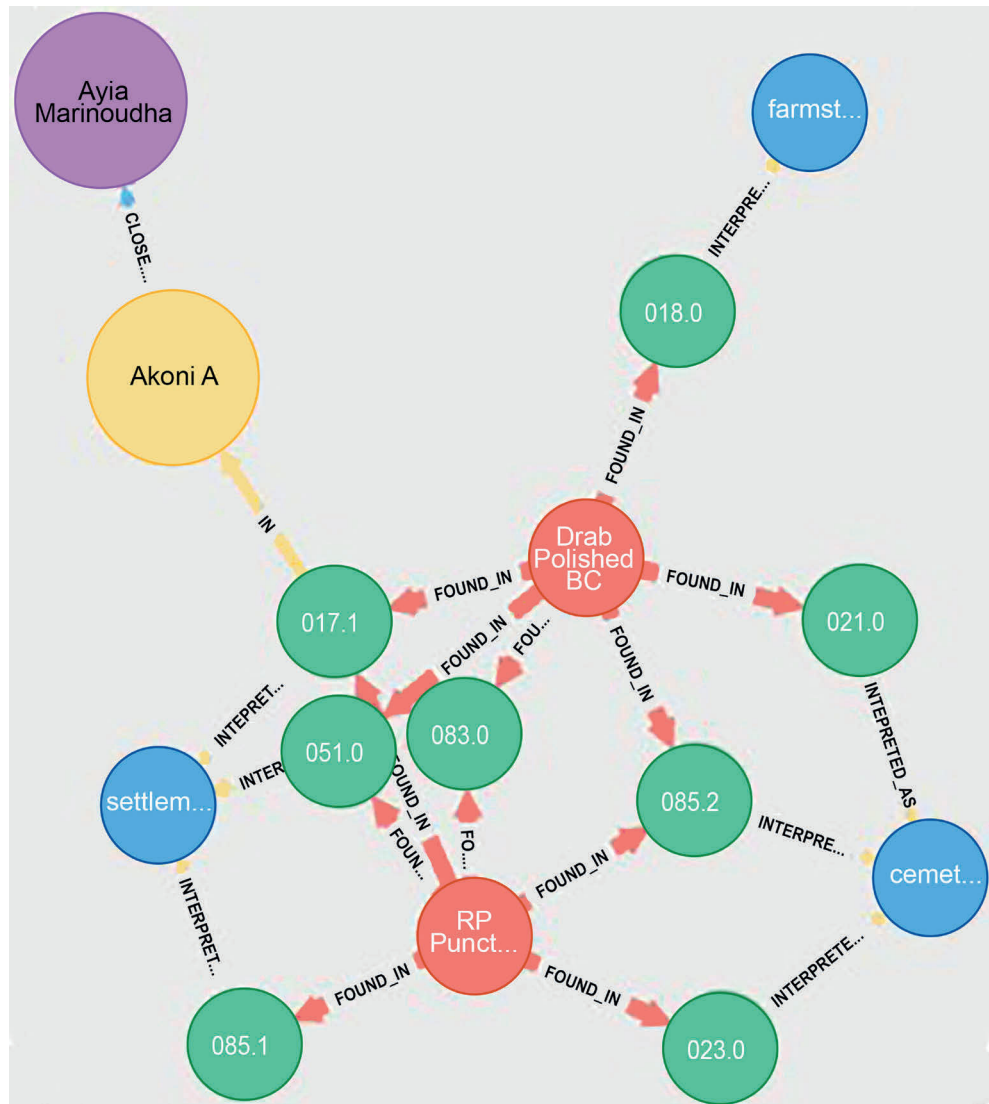 Ayia
Marinoudha
farmst...
CLOSE....
INTERPRE...
018.0
Akoni A
FOUND_IN
IN
Drab
Polished
BC
FOUND_IN
FOUND_IN
017.1
FOUND_IN
FOU...
FOUND_IN
021.0
INTEPRET...
051.0
083.0
INTER
settlem...
FOUND_IN
085.2
INTEPRETED_AS
INTERPRE...
cemet...
FOUN...
FO....
FOUND_IN
INTERPRET...
RP
Punct...
FOUND_IN
FOUND_IN
INTERPRETE...
085.1
023.0